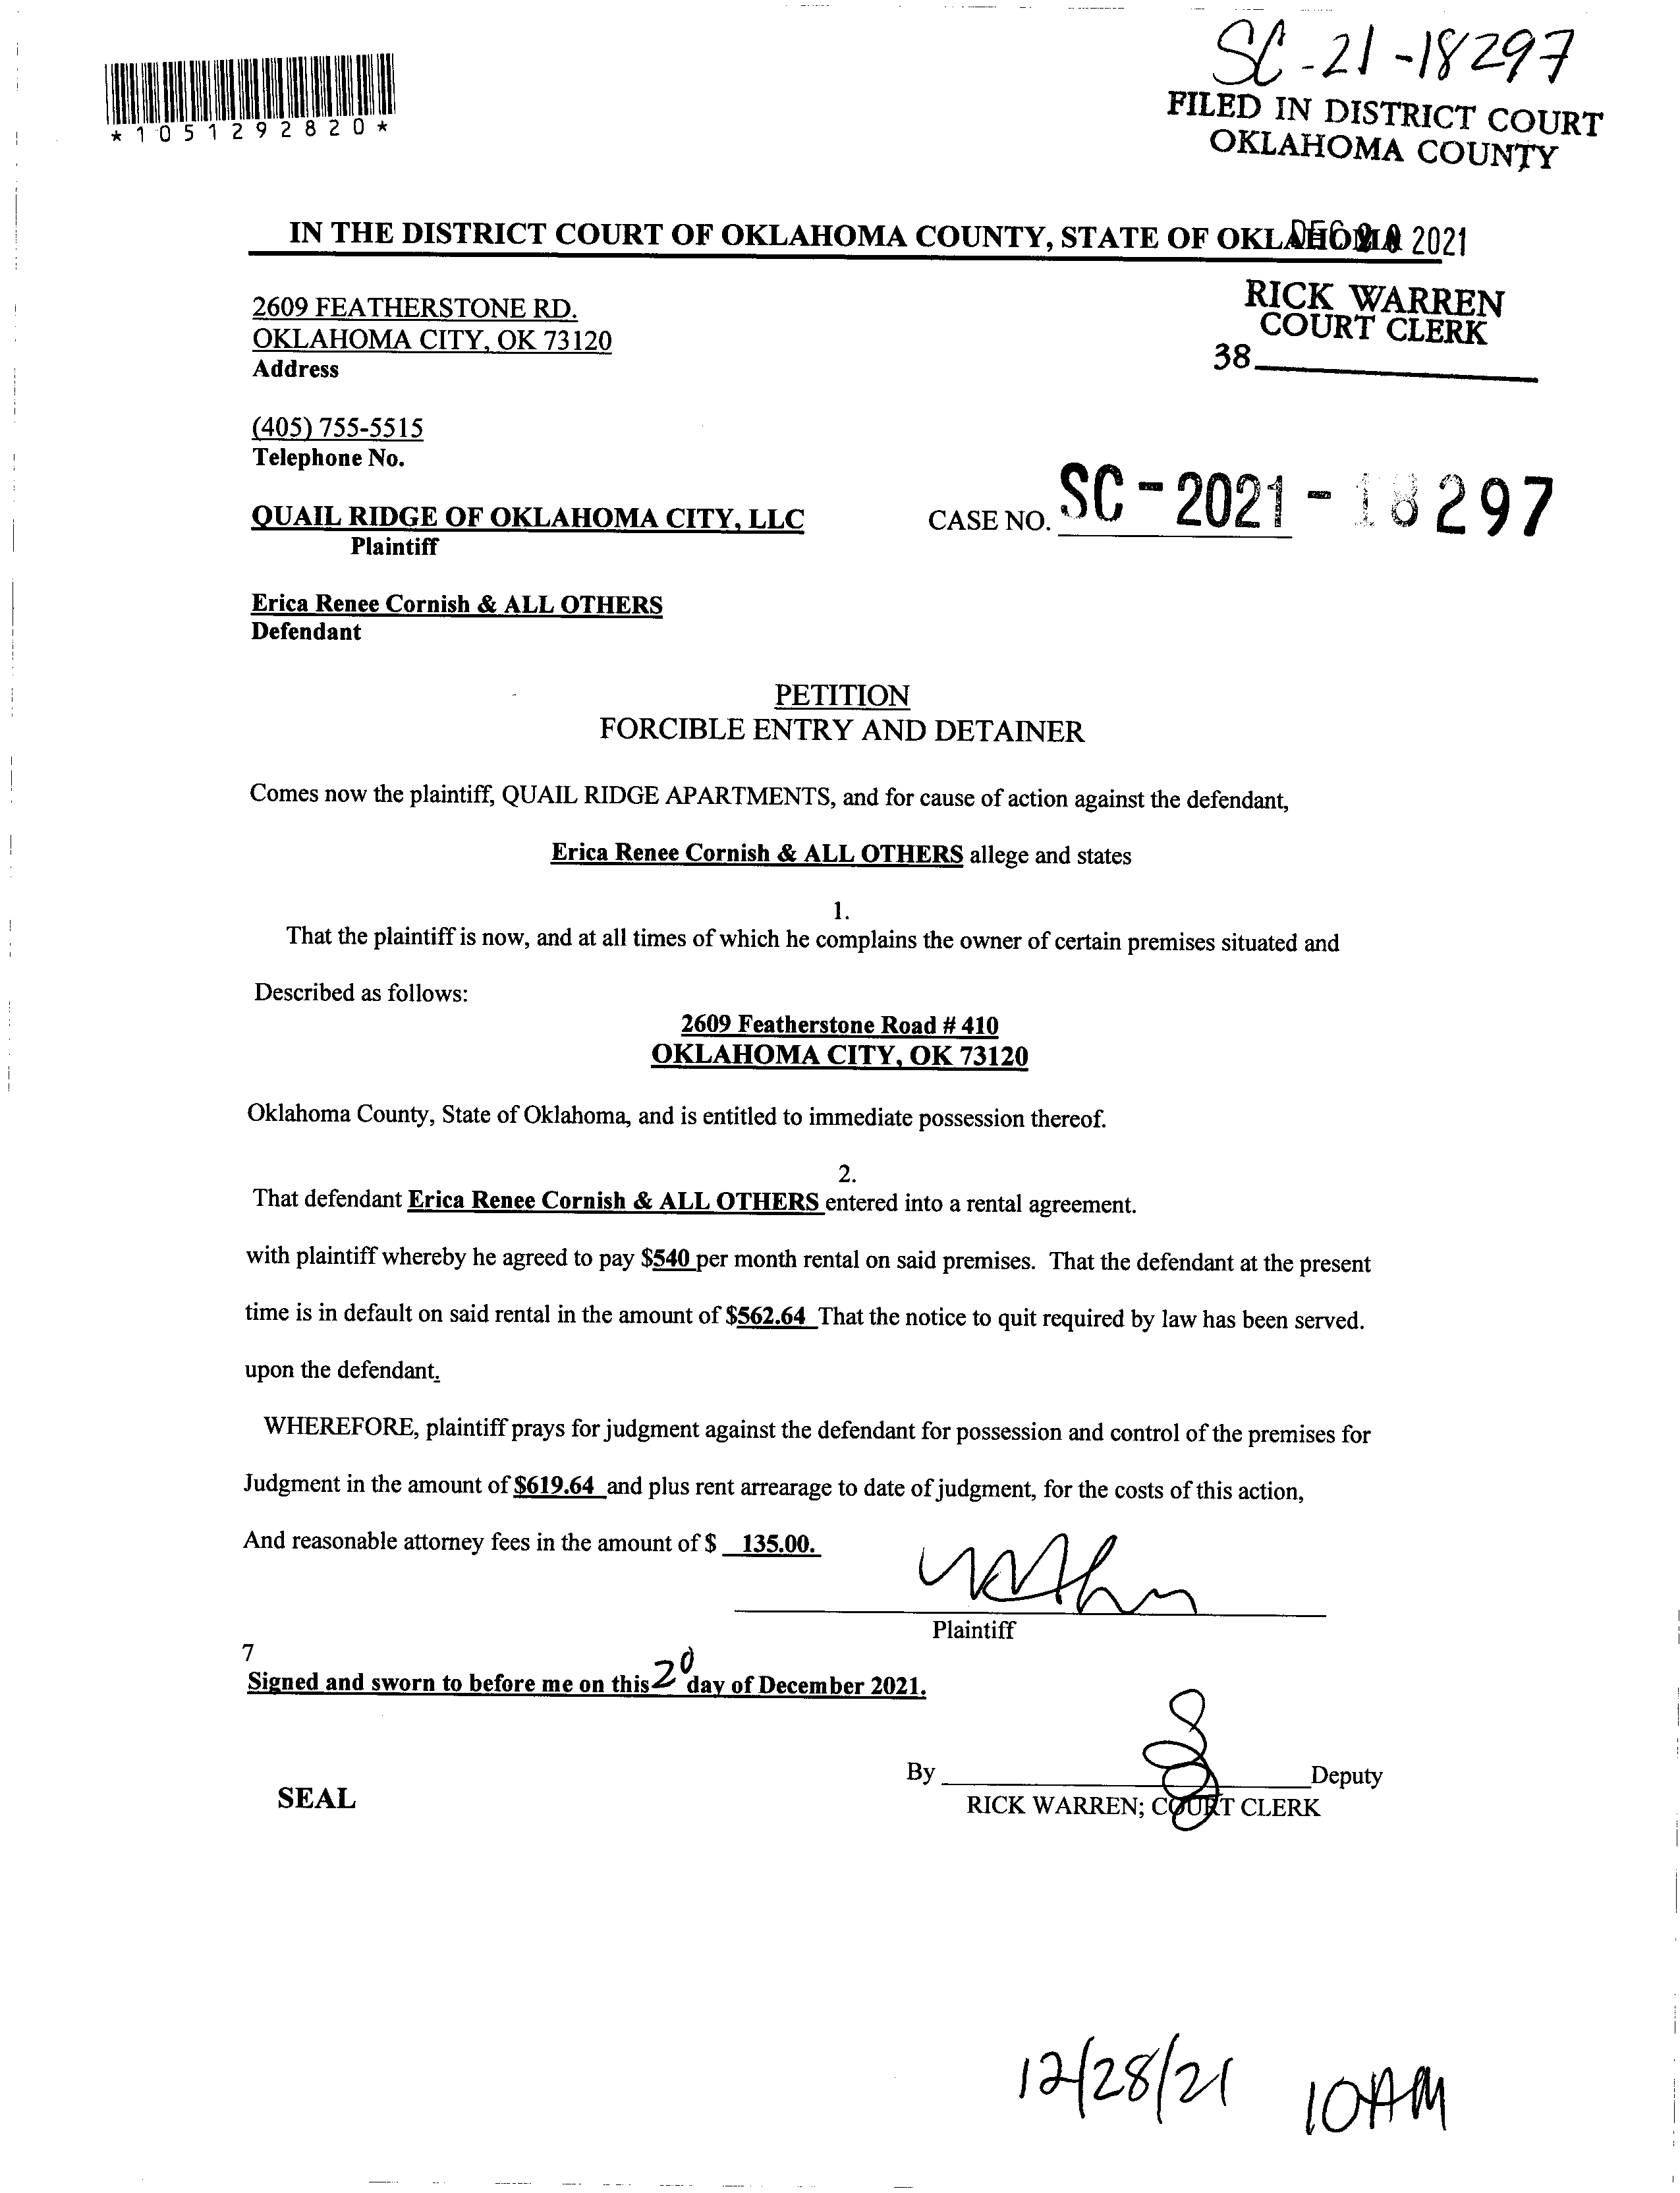 SC-21-18297
*1051292820*
FILED IN DISTRICT COURT
OKLAHOMA COUNTY
IN THE DISTRICT COURT OF OKLAHOMA COUNTY, STATE OF OKLAHOMA
DEC 20 2021
2609 FEATHERSTONE RD.
OKLAHOMA CITY, OK 73120
Address
RICK WARREN
COURT CLERK
38
(405) 755-5515
Telephone No.
QUAIL RIDGE OF OKLAHOMA CITY, LLC
Plaintiff
CASE NO. SC-2021-18297
Erica Renee Cornish & ALL OTHERS
Defendant
PETITION
FORCIBLE ENTRY AND DETAINER
Comes now the plaintiff, QUAIL RIDGE APARTMENTS, and for cause of action against the defendant,
Erica Renee Cornish & ALL OTHERS allege and states
1.
That the plaintiff is now, and at all times of which he complains the owner of certain premises situated and
Described as follows:
2609 Featherstone Road # 410
OKLAHOMA CITY, OK 73120
Oklahoma County, State of Oklahoma, and is entitled to immediate possession thereof.
2.
That defendant Erica Renee Cornish & ALL OTHERS entered into a rental agreement.
with plaintiff whereby he agreed to pay $540 per month rental on said premises. That the defendant at the present
time is in default on said rental in the amount of $562.64 That the notice to quit required by law has been served.
upon the defendant.
WHEREFORE, plaintiff prays for judgment against the defendant for possession and control of the premises for
Judgment in the amount of $619.64 and plus rent arrearage to date of judgment, for the costs of this action,
And reasonable attorney fees in the amount of $ 135.00.
Plaintiff
7
Signed and sworn to before me on this 20 day of December 2021.
By Deputy
SEAL
RICK WARREN; COURT CLERK
12/28/21 10AM